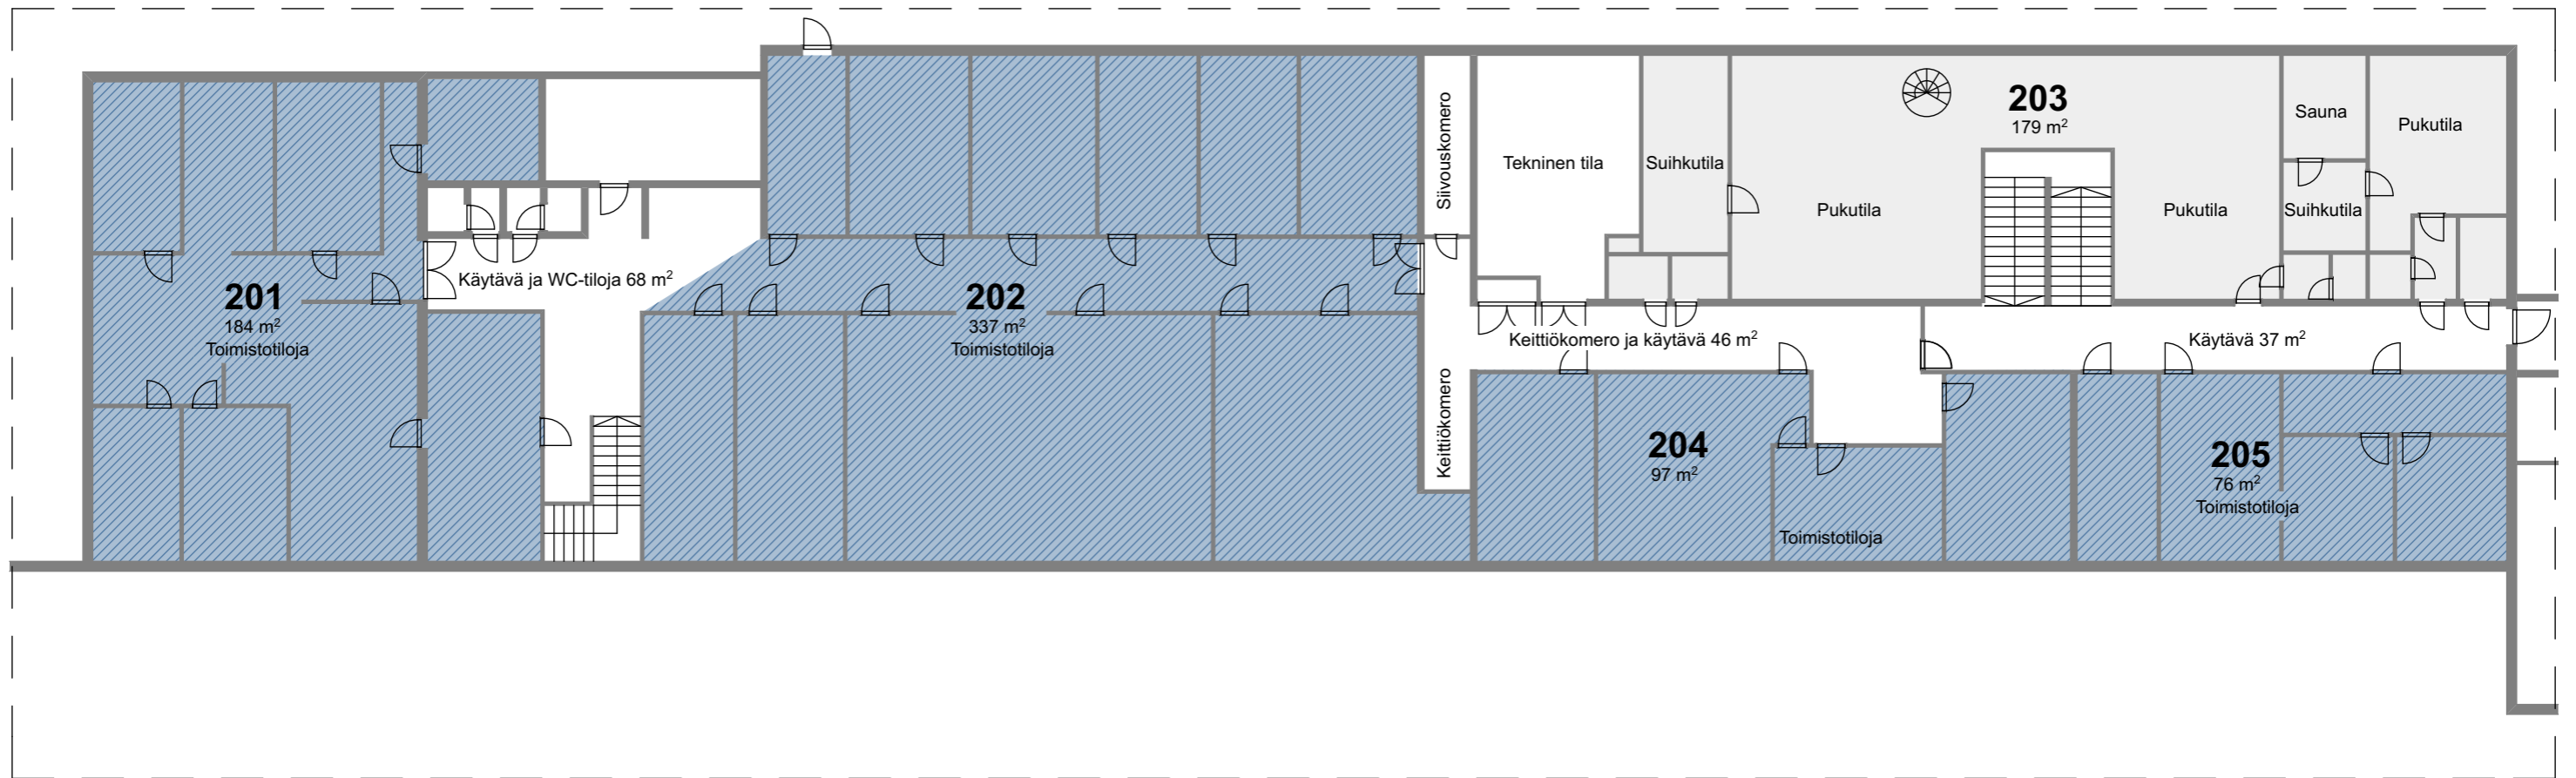 201
184 m²
Toimistotiloja
Käytävä ja WC-tiloja 68 m²
202
337 m²
Toimistotiloja
Siivouskomero
Keittiökomero
Tekninen tila
Suihkutila
Pukutila
203
179 m²
Pukutila
Sauna
Suihkutila
Pukutila
Keittiökomero ja käytävä 46 m²
Käytävä 37 m²
204
97 m²
Toimistotiloja
205
76 m²
Toimistotiloja